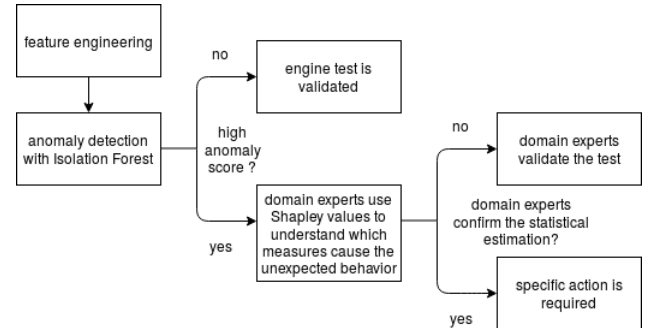 feature engineering
anomaly detection
with Isolation Forest
no
engine test is
validated
high
anomaly
score ?
yes
domain experts use
Shapley values to
understand which
measures cause the
unexpected behavior
no
domain experts
validate the test
domain experts
confirm the statistical
estimation?
yes
specific action is
required